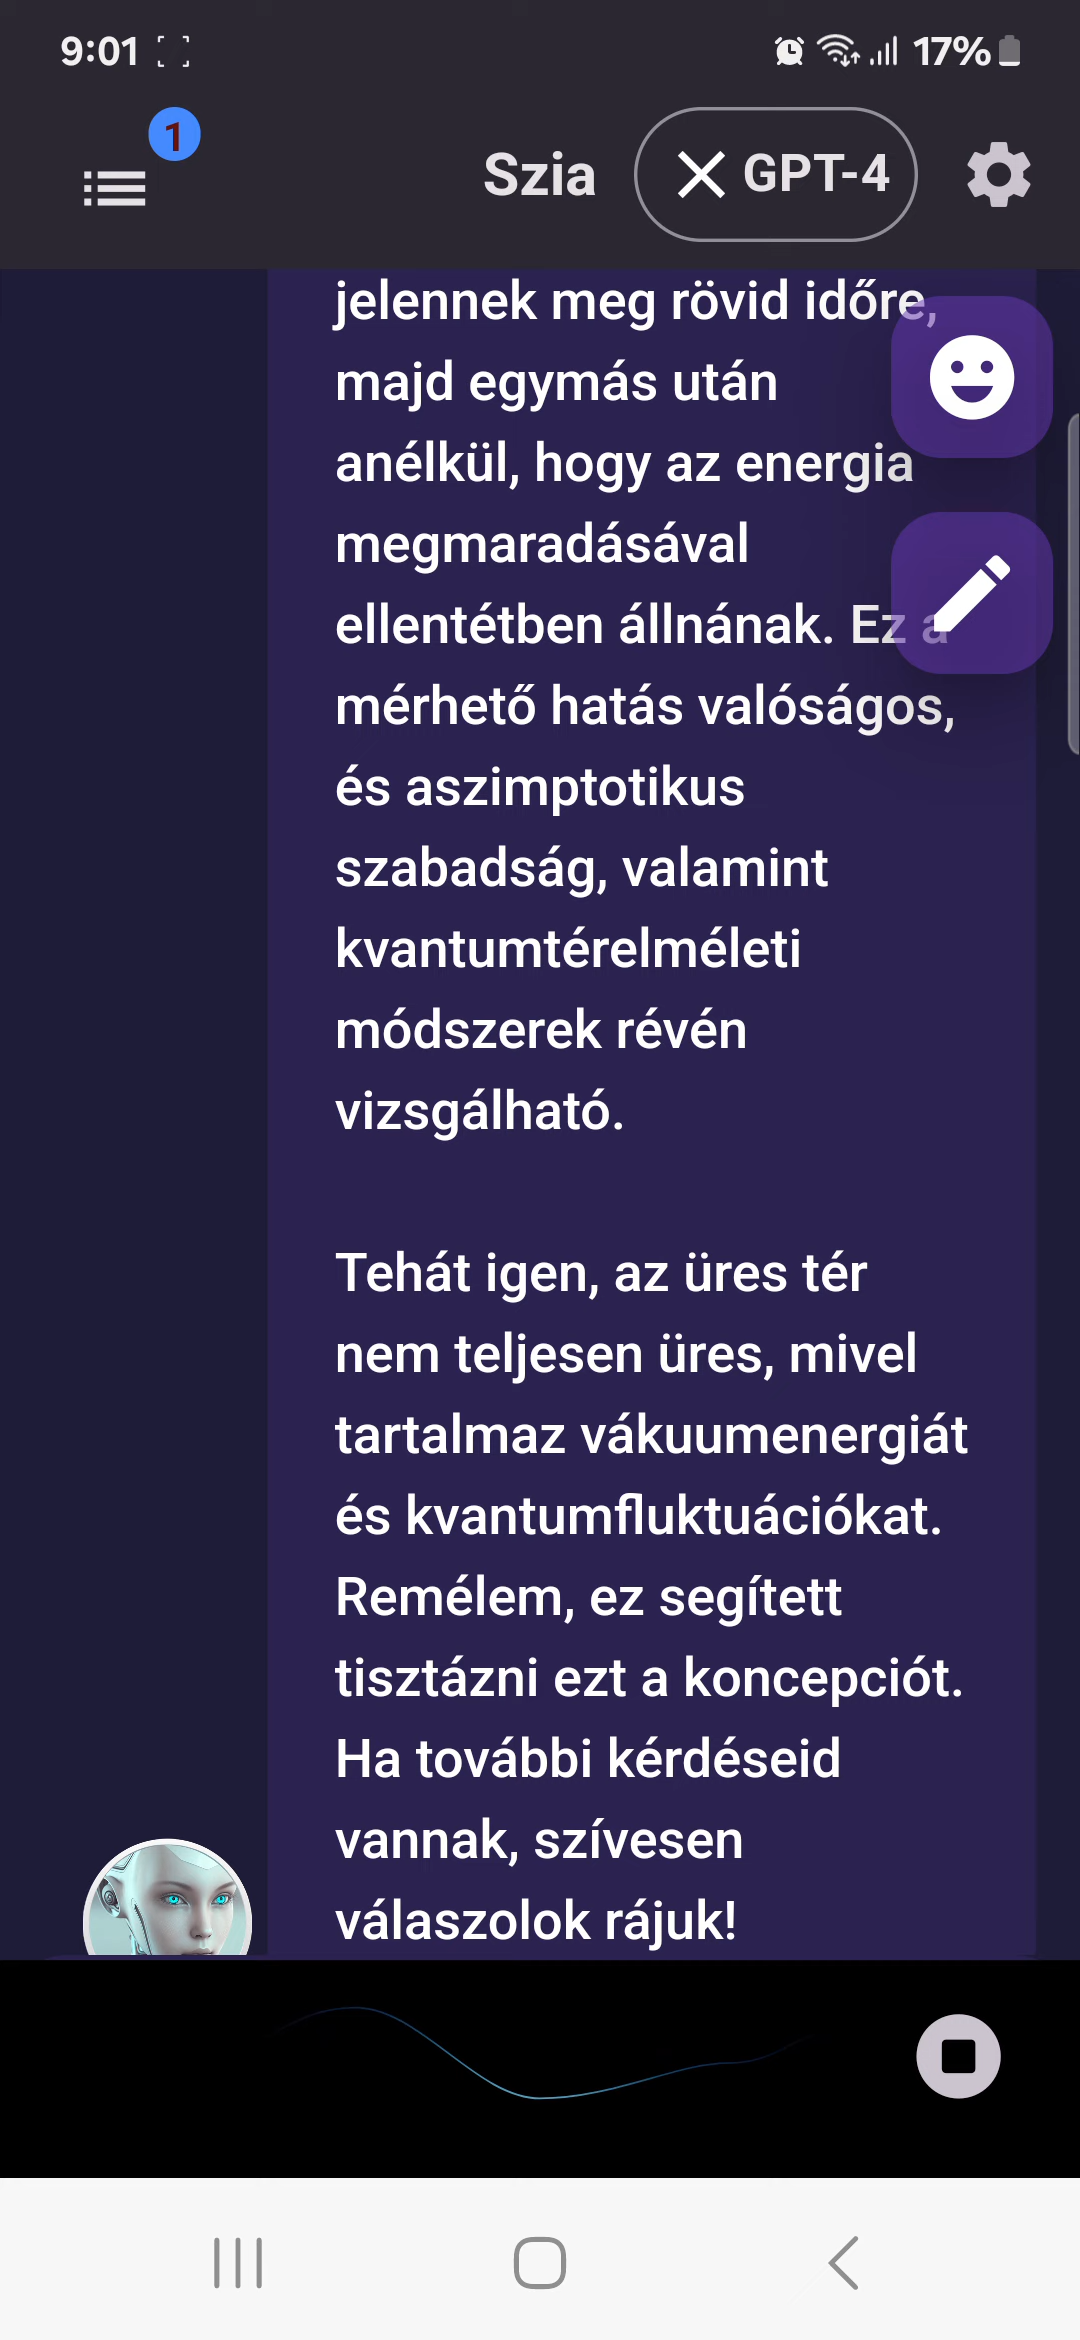 9:01
17%
1
Szia
GPT-4
jelennek meg rövid időre,
majd egymás után
anélkül, hogy az energia
megmaradásával
ellentétben állnának. Ez a
mérhető hatás valóságos,
és aszimptotikus
szabadság, valamint
kvantumtérelméleti
módszerek révén
vizsgálható.
Tehát igen, az üres tér
nem teljesen üres, mivel
tartalmaz vákuumenergiát
és kvantumfluktuációkat.
Remélem, ez segített
tisztázni ezt a koncepciót.
Ha további kérdéseid
vannak, szívesen
válaszolok rájuk!